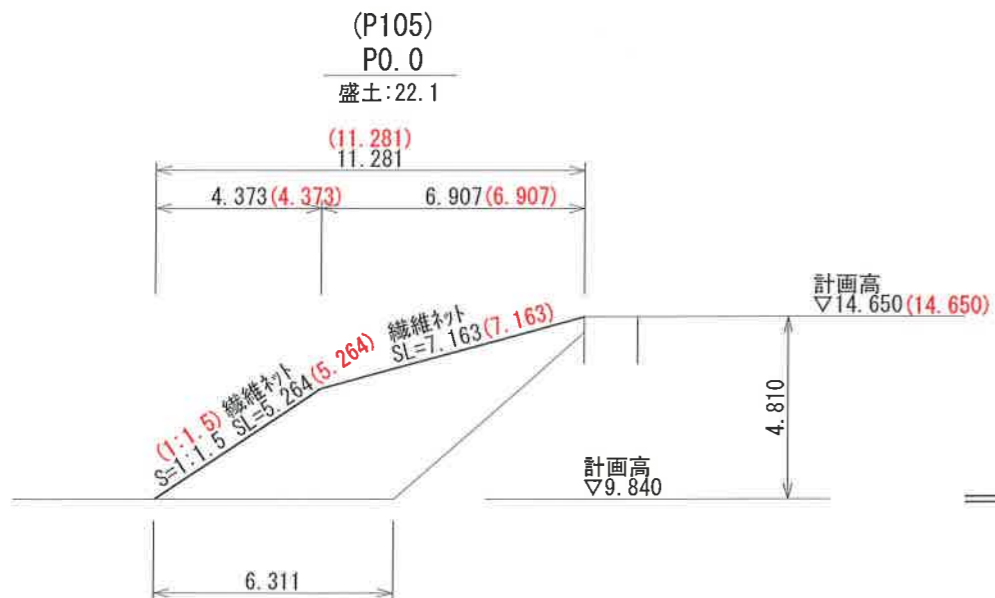 (P105)
P0.0
盛土:22.1
(11.281)
11.281
4.373(4.373)
6.907(6.907)
計画高
▽14.650(14.650)
繊維ネット
SL=7.163(7.163)
(1:1.5) 繊維ネット
S=1:1.5 SL=5.264(5.264)
4.810
計画高
▽9.840
6.311